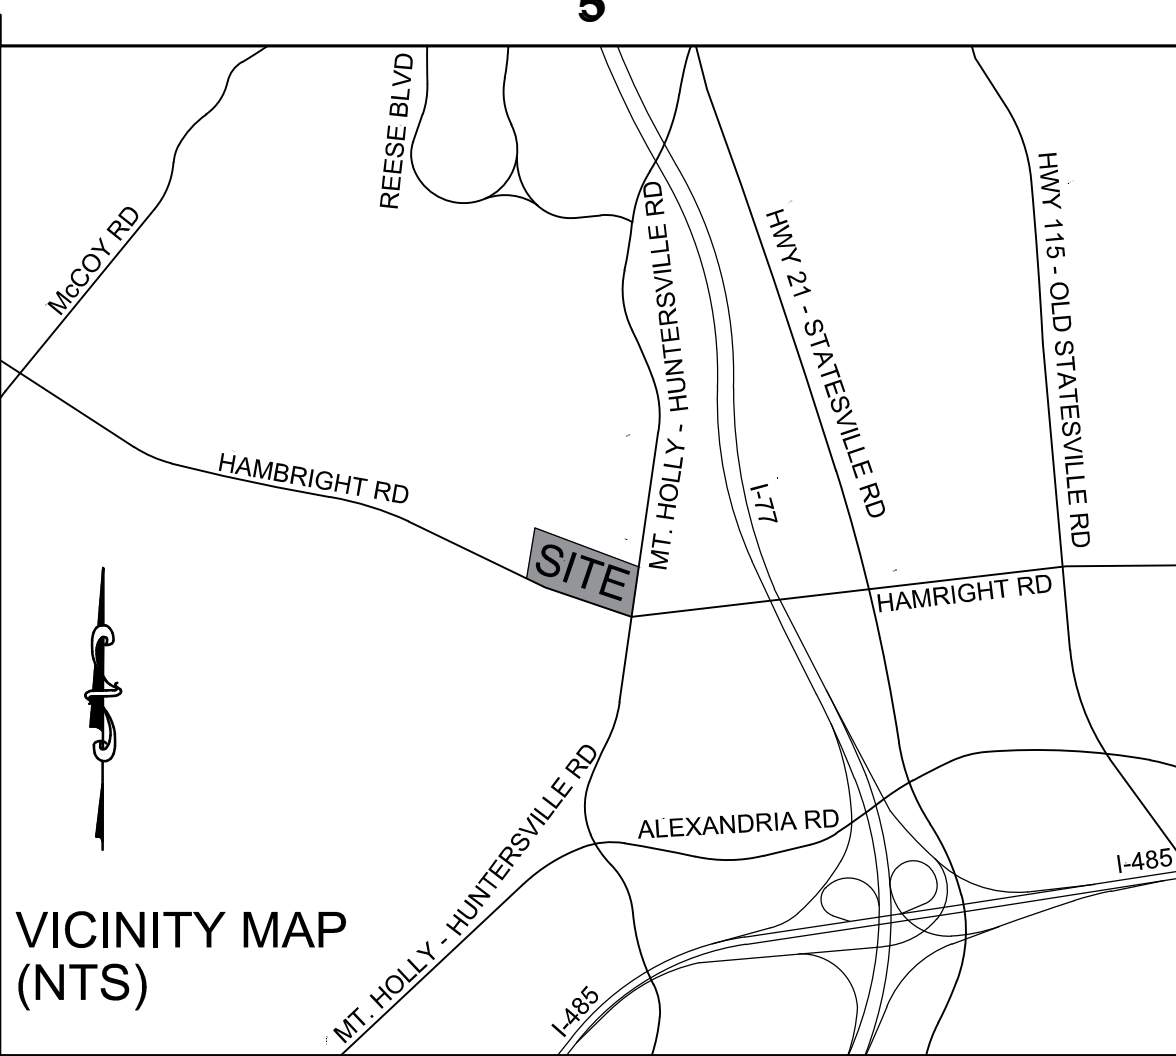 5
REESE BLVD
McCOY RD
MT. HOLLY - HUNTERSVILLE RD
HWY 21 - STATESVILLE RD
HWY 115 - OLD STATESVILLE RD
HAMBRIGHT RD
I-77
SITE
HAMRIGHT RD
MT. HOLLY - HUNTERSVILLE RD
ALEXANDRIA RD
I-485
VICINITY MAP
(NTS)
I-485